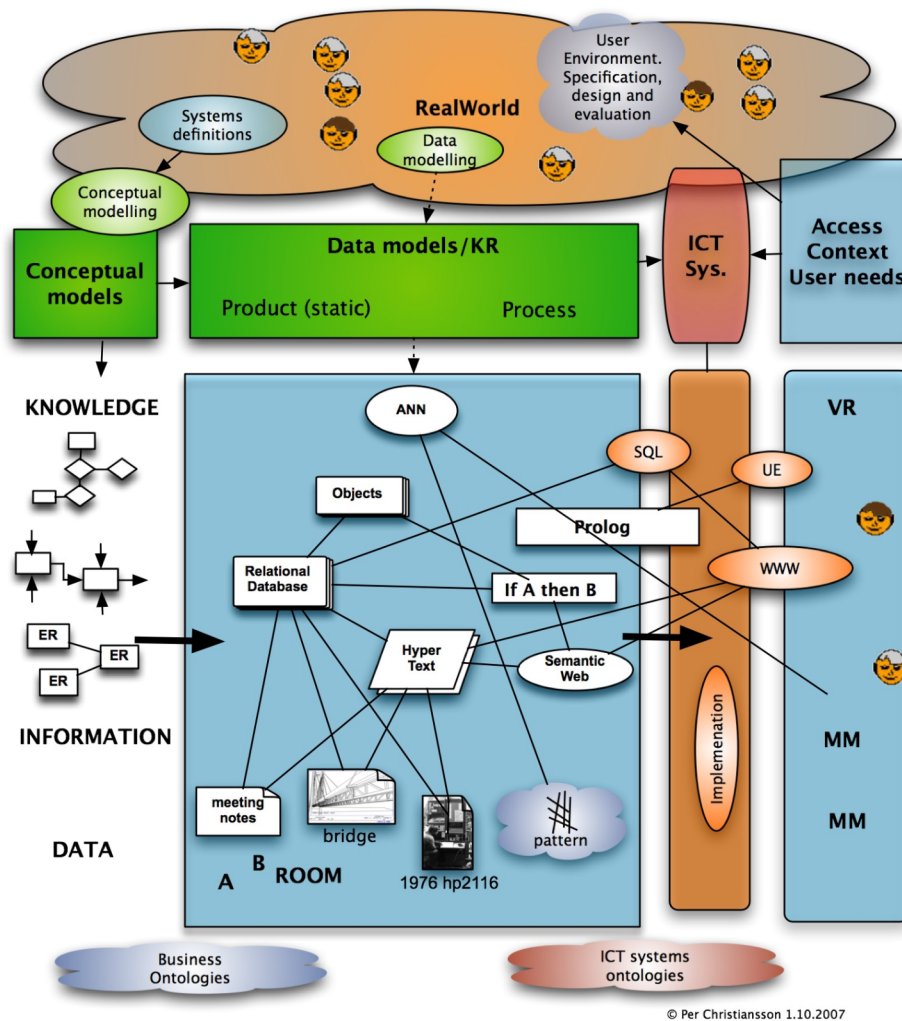 User
Environment.
Specification,
design and
evaluation
RealWorld
Systems
definitions
Data
modelling
Conceptual
modelling
Conceptual
models
Data models/KR
Product (static)
Process
ICT
Sys.
Access
Context
User needs
KNOWLEDGE
ANN
VR
SQL
UE
Objects
Prolog
Relational
Database
If A then B
WWW
ER
ER
ER
Hyper
Text
Semantic
Web
INFORMATION
Implemenation
MM
meeting
notes
bridge
pattern
MM
DATA
A
B
ROOM
1976 hp2116
Business
Ontologies
ICT systems
ontologies
© Per Christiansson 1.10.2007